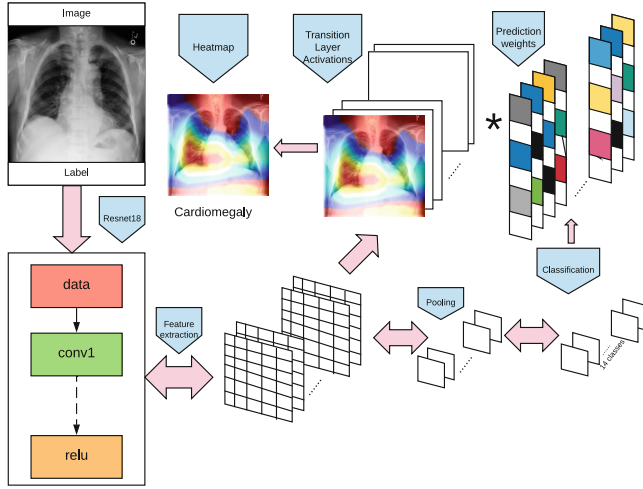 Image
Label
Heatmap
Transition
Layer
Activations
Prediction
weights
*
Cardiomegaly
Resnet18
data
conv1
relu
Feature
extraction
Pooling
Classification
14 classes